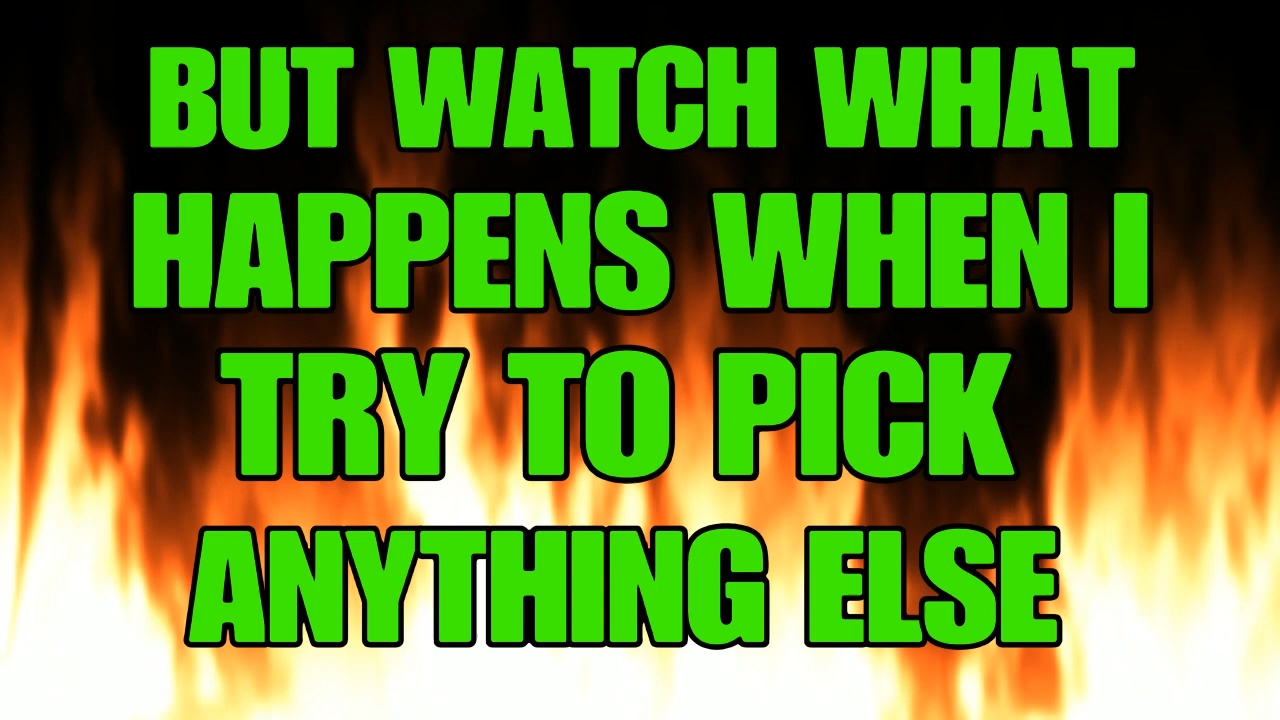 BUT WATCH WHAT
HAPPENS WHEN I
TRY TO PICK
ANYTHING ELSE